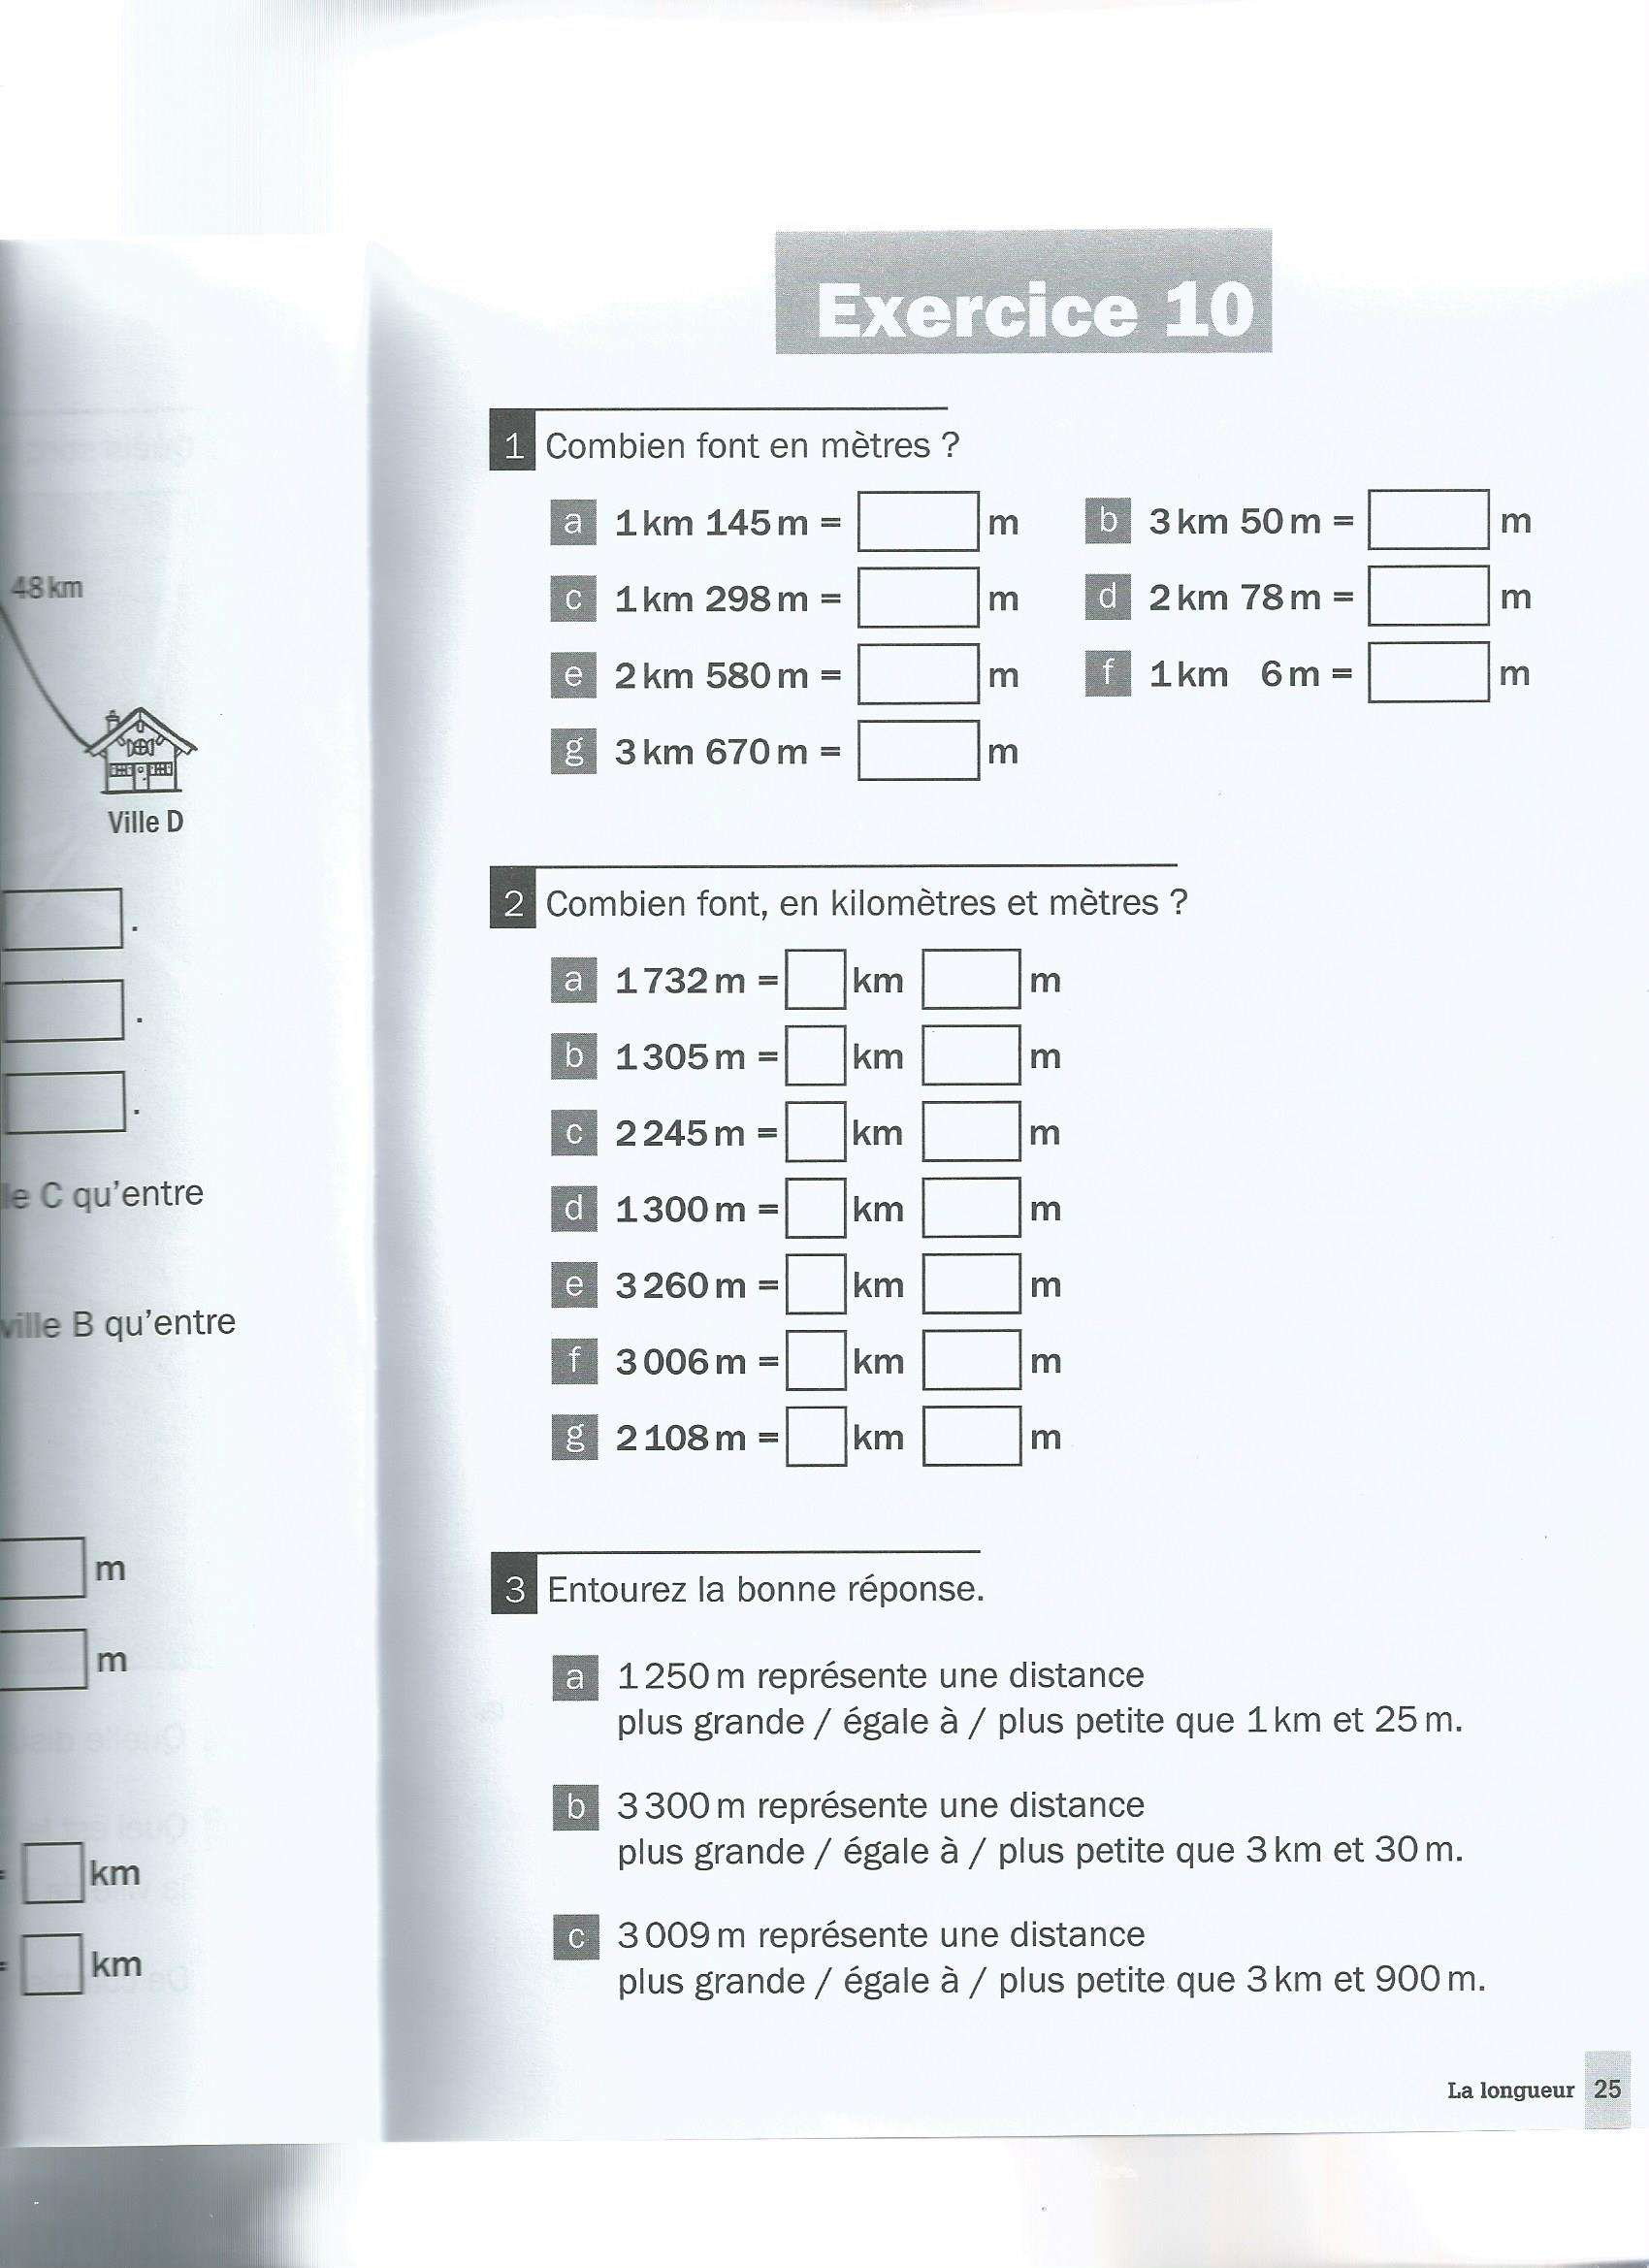 48 km
Ville D
.
.
.
le C qu'entre
ville B qu'entre
m
m
km
= km
Exercice 10
1 Combien font en mètres ?
a 1 km 145 m = m b 3 km 50 m = m
c 1 km 298 m = m d 2 km 78 m = m
e 2 km 580 m = m f 1 km 6 m = m
g 3 km 670 m = m
2 Combien font, en kilomètres et mètres ?
a 1 732 m = km m
b 1 305 m = km m
c 2 245 m = km m
d 1 300 m = km m
e 3 260 m = km m
f 3 006 m = km m
g 2 108 m = km m
3 Entourez la bonne réponse.
a 1 250 m représente une distance
plus grande / égale à / plus petite que 1 km et 25 m.
b 3 300 m représente une distance
plus grande / égale à / plus petite que 3 km et 30 m.
c 3 009 m représente une distance
plus grande / égale à / plus petite que 3 km et 900 m.
La longueur 25